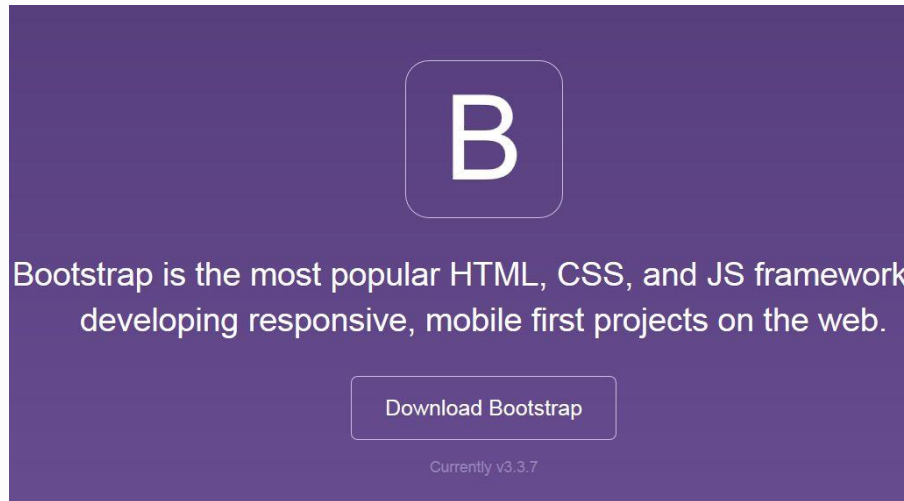 B
Bootstrap is the most popular HTML, CSS, and JS framework
developing responsive, mobile first projects on the web.
Download Bootstrap
Currently v3.3.7